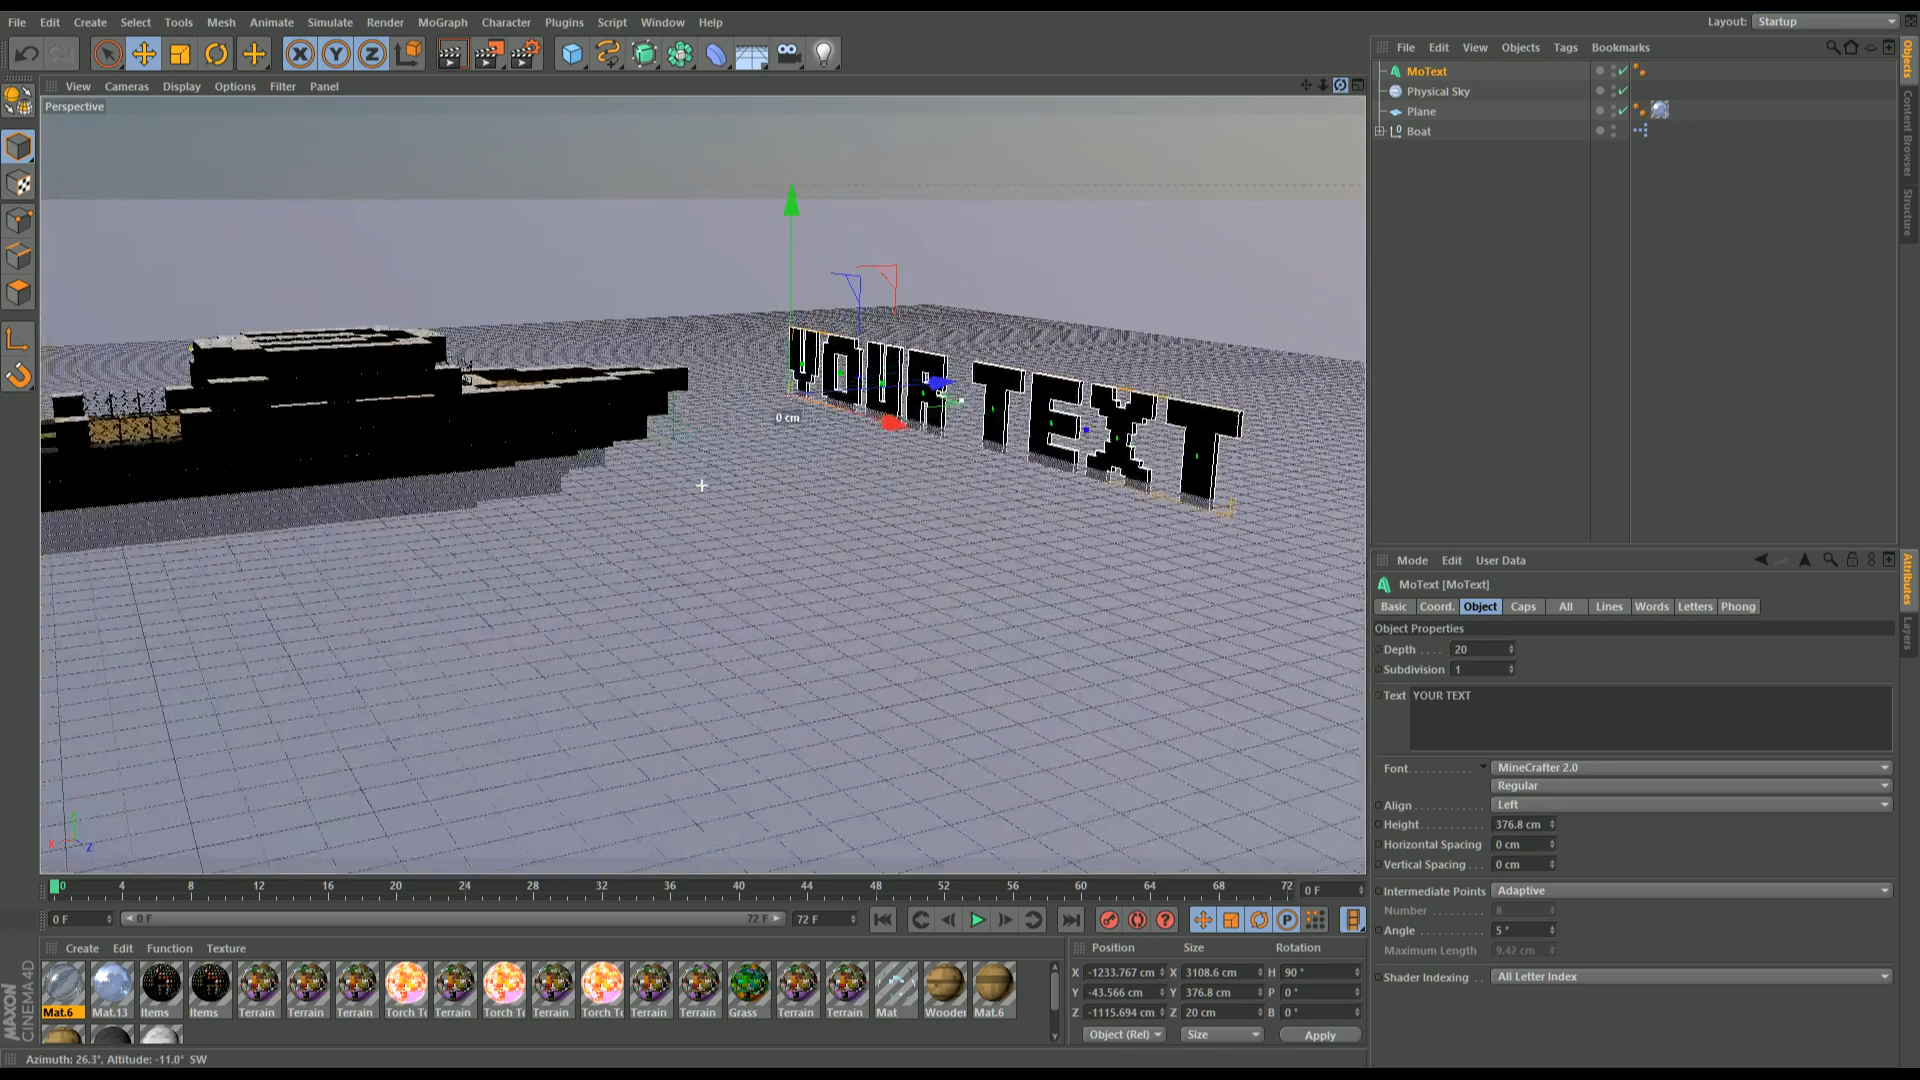 File Edit Create Select Tools Mesh Animate Simulate Render MoGraph Character Plugins Script Window Help
Layout: Startup
View Cameras Display Options Filter Panel
Perspective
YOUR TEXT
0 cm
File Edit View Objects Tags Bookmarks
MoText
Physical Sky
Plane
Boat
Objects
Content Browser
Structure
Mode Edit User Data
MoText [MoText]
Basic Coord. Object Caps All Lines Words Letters Phong
Object Properties
Depth . . . . 20
Subdivision 1
Text YOUR TEXT
Font MineCrafter 2.0
Regular
Align Left
Height 376.8 cm
Horizontal Spacing 0 cm
Vertical Spacing 0 cm
Intermediate Points Adaptive
Number 8
Angle 5 °
Maximum Length 9.42 cm
Shader Indexing All Letter Index
Attributes
Layers
X Y Z
0 4 8 12 16 20 24 28 32 36 40 44 48 52 56 60 64 68 72 0 F
0 F 0 F 72 F 72 F
Create Edit Function Texture
Mat.6 Mat.13 Items Items Terrain Terrain Terrain Torch To Terrain Torch To Terrain Torch To Terrain Terrain Grass Terrain Terrain Mat Wooden Mat.6
Position Size Rotation
X -1233.767 cm X 3108.6 cm H 90 °
Y -43.566 cm Y 376.8 cm P 0 °
Z -1115.694 cm Z 20 cm B 0 °
Object (Rel) Size Apply
MAXON
CINEMA4D
Azimuth: 26.3°, Altitude: -11.0° SW